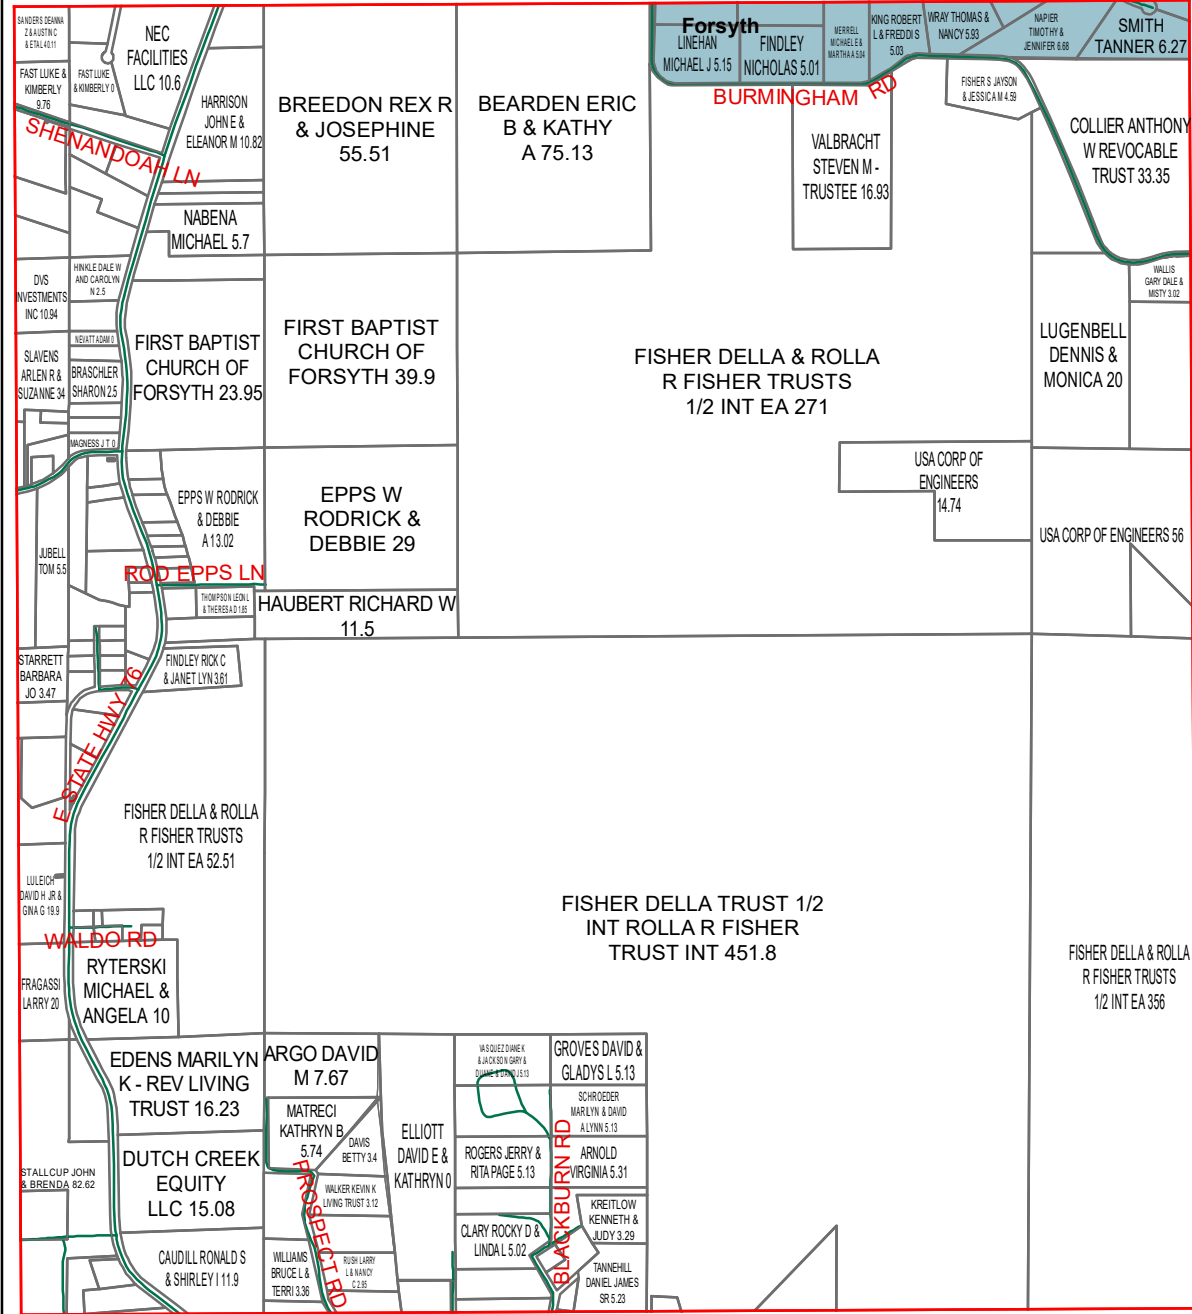 SANDERS DEANNA
Z & AUSTIN C
& ETAL 40.11
NEC
FACILITIES
LLC 10.6
FAST LUKE &
KIMBERLY
9.76
FAST LUKE
& KIMBERLY 0
HARRISON
JOHN E &
ELEANOR M 10.82
SHENANDOAH LN
NABENA
MICHAEL 5.7
BREEDON REX R
& JOSEPHINE
55.51
BEARDEN ERIC
B & KATHY
A 75.13
Forsyth
LINEHAN
MICHAEL J 5.15
FINDLEY
NICHOLAS 5.01
MERRELL
MICHAEL E &
MARTHA A 5.04
KING ROBERT
L & FREDDI S
5.03
WRAY THOMAS &
NANCY 5.93
NAPIER
TIMOTHY &
JENNIFER 6.68
SMITH
TANNER 6.27
BURMINGHAM RD
FISHER S JAYSON
& JESSICA M 4.59
VALBRACHT
STEVEN M -
TRUSTEE 16.93
COLLIER ANTHONY
W REVOCABLE
TRUST 33.35
DVS
NVESTMENTS
INC 10.94
HINKLE DALE W
AND CAROLYN
N 2.5
WALLIS
GARY DALE &
MISTY 3.02
NEVATT ADAM 0
SLAVENS
ARLEN R &
SUZANNE 34
BRASCHLER
SHARON 2.5
FIRST BAPTIST
CHURCH OF
FORSYTH 23.95
FIRST BAPTIST
CHURCH OF
FORSYTH 39.9
FISHER DELLA & ROLLA
R FISHER TRUSTS
1/2 INT EA 271
LUGENBELL
DENNIS &
MONICA 20
MAGNESS J T 0
USA CORP OF
ENGINEERS
14.74
EPPS W RODRICK
& DEBBIE
A 13.02
EPPS W
RODRICK &
DEBBIE 29
USA CORP OF ENGINEERS 56
JUBELL
TOM 5.5
ROD EPPS LN
THOMPSON LEON L
& THERESA D 1.85
HAUBERT RICHARD W
11.5
STARRETT
BARBARA
JO 3.47
FINDLEY RICK C
& JANET LYN 3.61
E STATE HWY 76
FISHER DELLA & ROLLA
R FISHER TRUSTS
1/2 INT EA 52.51
LULEICH
DAVID H JR &
GINA G 19.9
FISHER DELLA TRUST 1/2
INT ROLLA R FISHER
TRUST INT 451.8
WALDO RD
FISHER DELLA & ROLLA
R FISHER TRUSTS
1/2 INT EA 356
FRAGASSI
LARRY 20
RYTERSKI
MICHAEL &
ANGELA 10
EDENS MARILYN
K - REV LIVING
TRUST 16.23
ARGO DAVID
M 7.67
VASQUEZ DIANE K
& JACKSON GARY &
DUANE & DAVID J 5.13
GROVES DAVID &
GLADYS L 5.13
MATRECI
KATHRYN B
5.74
DAVIS
BETTY 3.4
ELLIOTT
DAVID E &
KATHRYN 0
SCHROEDER
MARILYN & DAVID
A LYNN 5.13
STALLCUP JOHN
& BRENDA 82.62
DUTCH CREEK
EQUITY
LLC 15.08
ROGERS JERRY &
RITA PAGE 5.13
ARNOLD
VIRGINIA 5.31
WALKER KEVIN K
LIVING TRUST 3.12
PROSPECT RD
BLACKBURN RD
CLARY ROCKY D &
LINDA L 5.02
KREITLOW
KENNETH &
JUDY 3.29
CAUDILL RONALD S
& SHIRLEY I 11.9
WILLIAMS
BRUCE L &
TERRI 3.36
RUSH LARRY
L & NANCY
C 2.95
TANNEHILL
DANIEL JAMES
SR 5.23